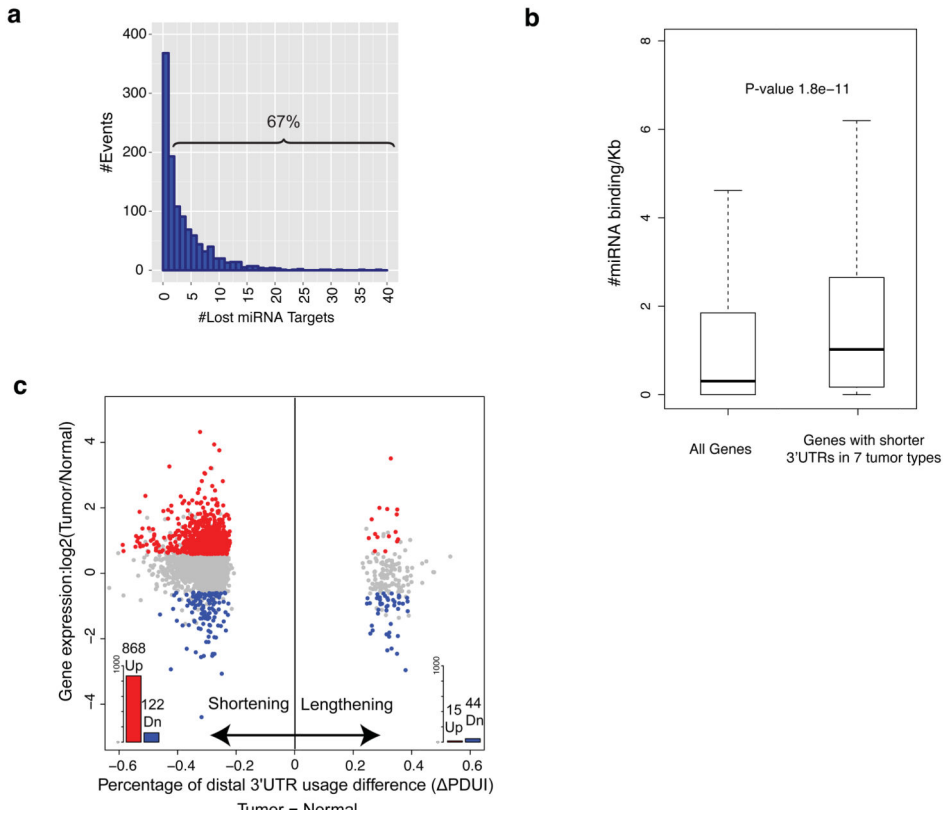 a
400
300
200
100
0
#Events
67%
0 5 10 15 20 25 30 35 40
#Lost miRNA Targets
b
8
6
4
2
0
#miRNA binding/Kb
P-value 1.8e−11
All Genes
Genes with shorter
3'UTRs in 7 tumor types
c
4
2
0
-2
-4
Gene expression:log2(Tumor/Normal)
868
Up
122
Dn
1000
0
Shortening
Lengthening
1000
0
15
Up
44
Dn
−0.6 −0.4 −0.2 0 0.2 0.4 0.6
Percentage of distal 3'UTR usage difference (ΔPDUI)
Tumor − Normal